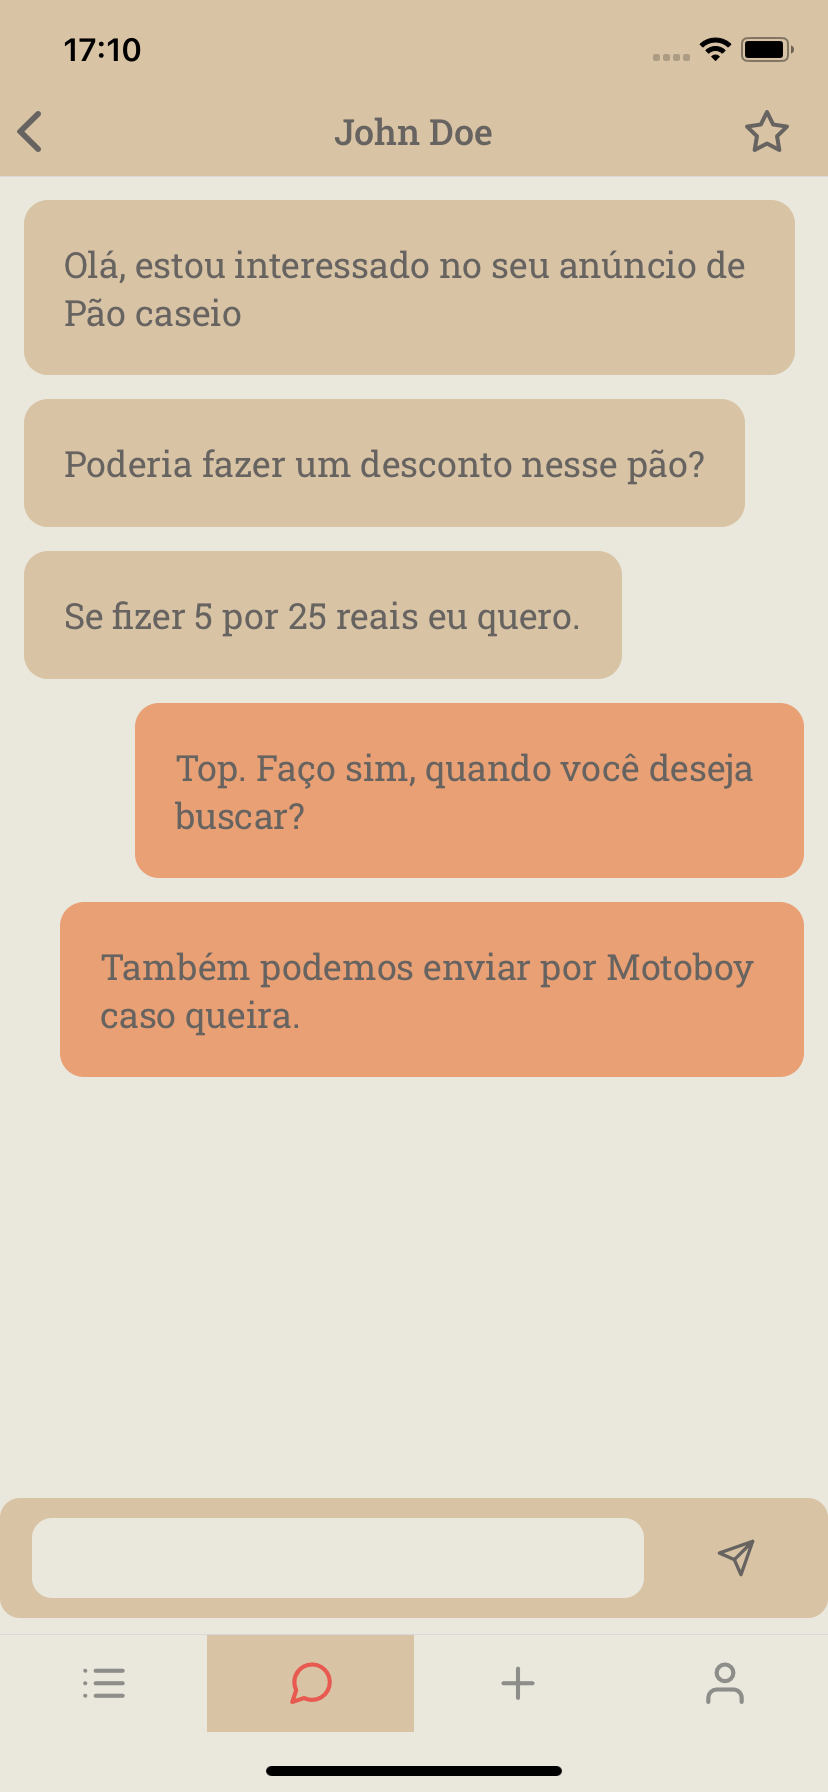 17:10
John Doe
Olá, estou interessado no seu anúncio de
Pão caseio
Poderia fazer um desconto nesse pão?
Se fizer 5 por 25 reais eu quero.
Top. Faço sim, quando você deseja
buscar?
Também podemos enviar por Motoboy
caso queira.